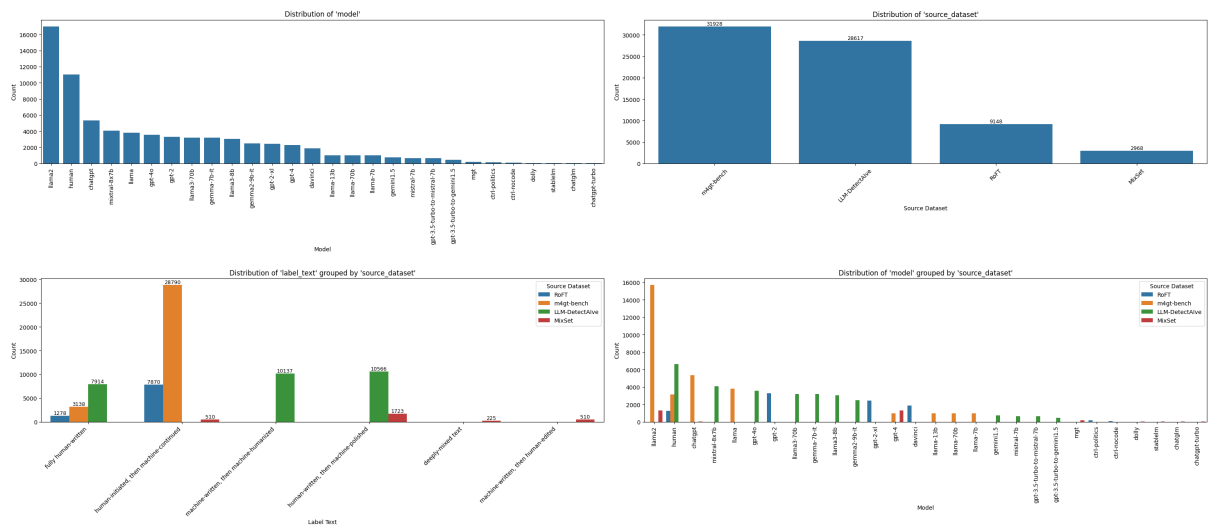 Distribution of 'model'
Count
16000
14000
12000
10000
8000
6000
4000
2000
0
llama2
human
chatgpt
mixtral-8x7b
llama
gpt-4o
gpt-2
llama3-70b
gemma-7b-it
llama3-8b
gemma2-9b-it
gpt-2-xl
gpt-4
davinci
llama-13b
llama-70b
llama-7b
gemini1.5
mistral-7b
gpt-3.5-turbo-to-mistral-7b
gpt-3.5-turbo-to-gemini1.5
mgt
ctrl-politics
ctrl-nocode
dolly
stablelm
chatglm
chatgpt-turbo
Model
Distribution of 'source_dataset'
Count
30000
25000
20000
15000
10000
5000
0
31928
28617
9148
2968
m4gt-bench
LLM-DetectAIve
RoFT
MixSet
Source Dataset
Distribution of 'label_text' grouped by 'source_dataset'
Count
30000
25000
20000
15000
10000
5000
0
Source Dataset
RoFT
m4gt-bench
LLM-DetectAIve
MixSet
1278
3138
7914
7870
28790
510
10137
10566
1723
225
510
fully human-written
human-initiated, then machine-continued
machine-written, then machine-humanized
human-written, then machine-polished
deeply-mixed text
machine-written, then human-edited
Label Text
Distribution of 'model' grouped by 'source_dataset'
Count
16000
14000
12000
10000
8000
6000
4000
2000
0
Source Dataset
RoFT
m4gt-bench
LLM-DetectAIve
MixSet
llama2
human
chatgpt
mixtral-8x7b
llama
gpt-4o
gpt-2
llama3-70b
gemma-7b-it
llama3-8b
gemma2-9b-it
gpt-2-xl
gpt-4
davinci
llama-13b
llama-70b
llama-7b
gemini1.5
mistral-7b
gpt-3.5-turbo-to-mistral-7b
gpt-3.5-turbo-to-gemini1.5
mgt
ctrl-politics
ctrl-nocode
dolly
stablelm
chatglm
chatgpt-turbo
Model